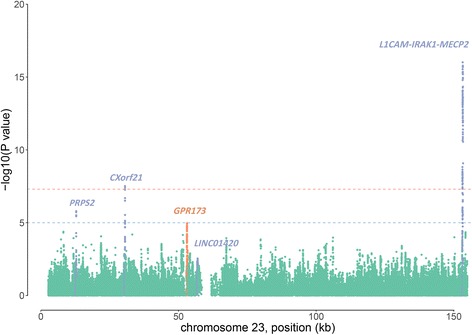 20
L1CAM-IRAK1-MECP2
15
−log10(P value)
10
CXorf21
PRPS2
GPR173
5
LINC01420
0
0 50 100 150
chromosome 23, position (kb)